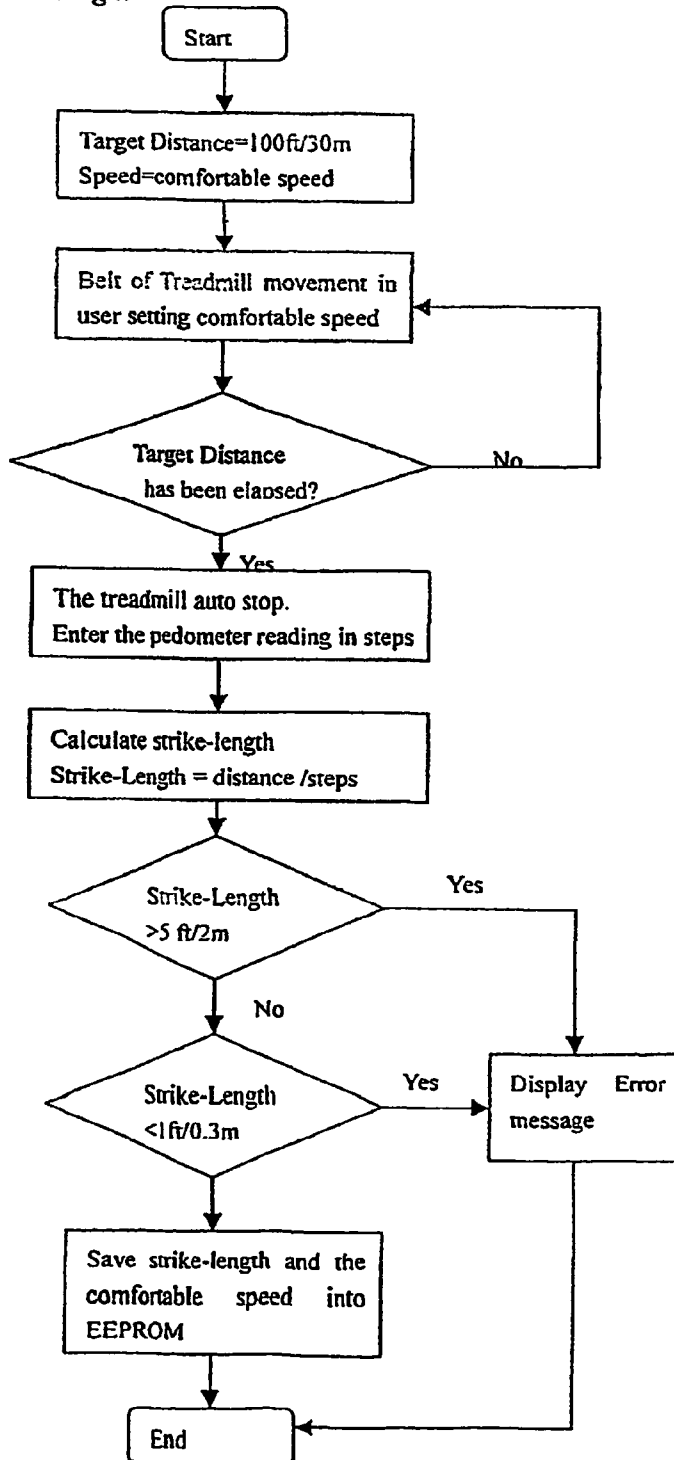 Start
Target Distance=100ft/30m
Speed=comfortable speed
Belt of Treadmill movement in
user setting comfortable speed
Target Distance
has been elapsed?
No
Yes
The treadmill auto stop.
Enter the pedometer reading in steps
Calculate strike-length
Strike-Length = distance /steps
Strike-Length
>5 ft/2m
Yes
No
Strike-Length
<1ft/0.3m
Yes
Display Error
message
Save strike-length and the
comfortable speed into
EEPROM
End